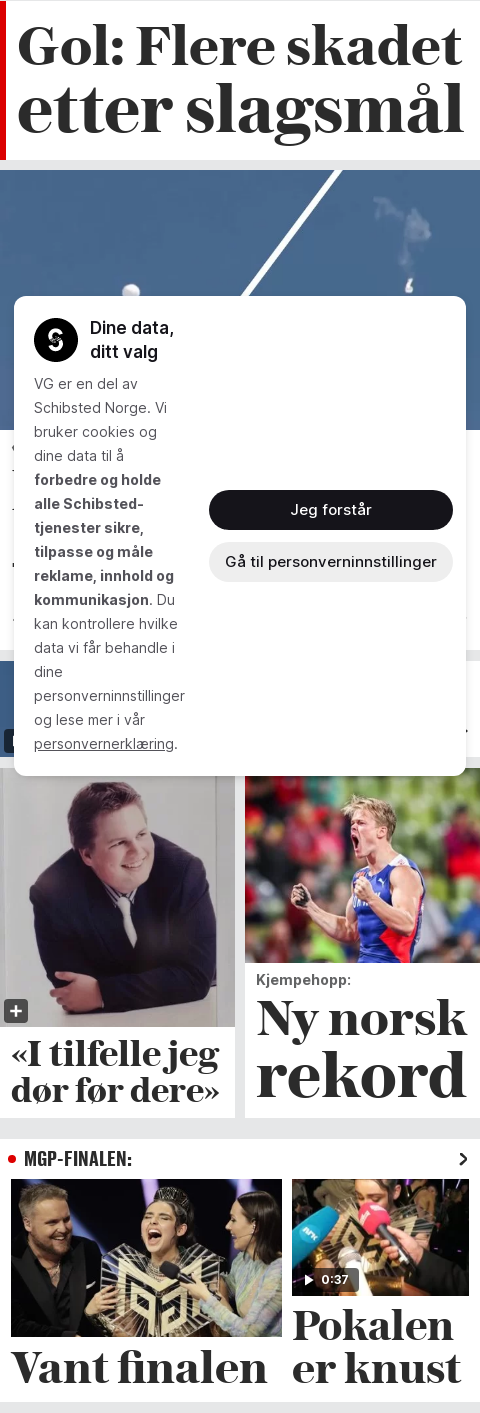 Gol: Flere skadet
etter slagsmål
Dine data,
ditt valg
VG er en del av
Schibsted Norge. Vi
bruker cookies og
dine data til å
forbedre og holde
alle Schibsted-
tjenester sikre,
tilpasse og måle
reklame, innhold og
kommunikasjon. Du
kan kontrollere hvilke
data vi får behandle i
dine
personverninnstillinger
og lese mer i vår
personvernerklæring.
Jeg forstår
Gå til personverninnstillinger
«I tilfelle jeg
dør før dere»
Kjempehopp:
Ny norsk
rekord
MGP-FINALEN:
Vant finalen
NRK
0:37
Pokalen
er knust